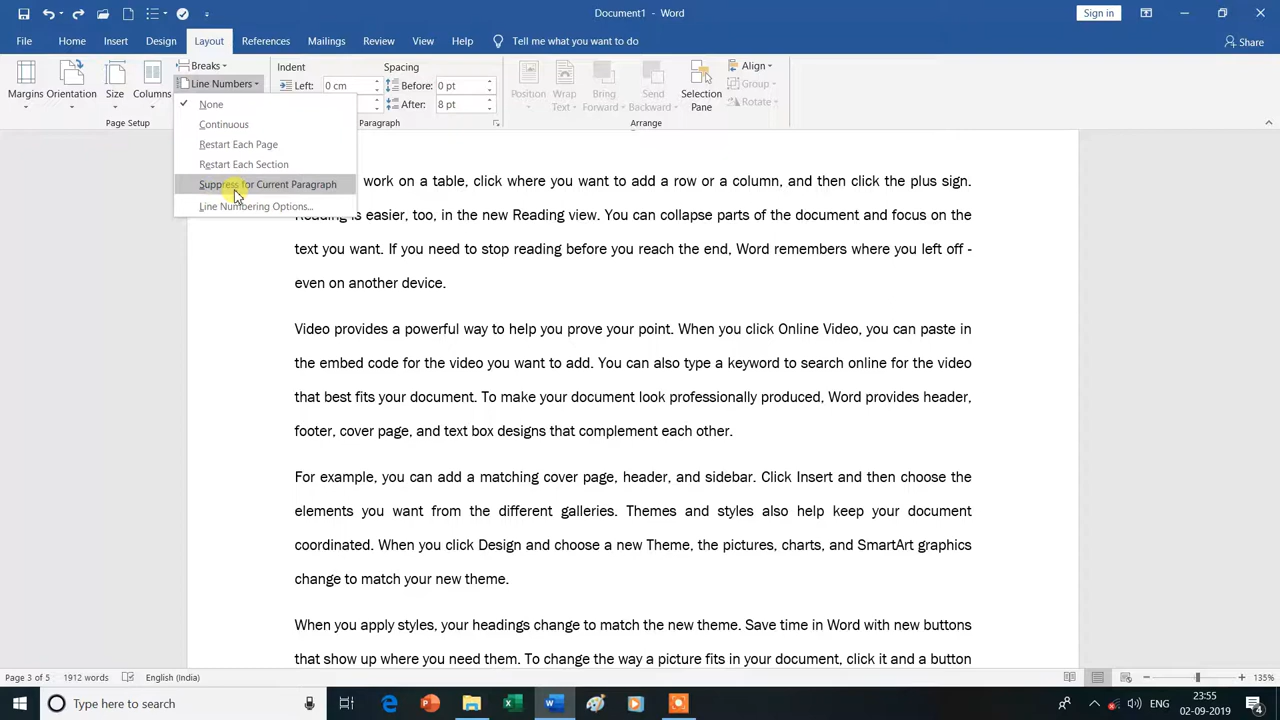 Document1 - Word
Sign in
File Home Insert Design Layout References Mailings Review View Help Tell me what you want to do Share
Margins Orientation Size Columns
Breaks
Line Numbers
Page Setup
Indent
Left: 0 cm
Spacing
Before: 0 pt
After: 8 pt
Paragraph
Position
Wrap Text
Bring Forward
Send Backward
Selection Pane
Align
Group
Rotate
Arrange
None
Continuous
Restart Each Page
Restart Each Section
Suppress for Current Paragraph
Line Numbering Options...
work on a table, click where you want to add a row or a column, and then click the plus sign.
Reading is easier, too, in the new Reading view. You can collapse parts of the document and focus on the
text you want. If you need to stop reading before you reach the end, Word remembers where you left off -
even on another device.
Video provides a powerful way to help you prove your point. When you click Online Video, you can paste in
the embed code for the video you want to add. You can also type a keyword to search online for the video
that best fits your document. To make your document look professionally produced, Word provides header,
footer, cover page, and text box designs that complement each other.
For example, you can add a matching cover page, header, and sidebar. Click Insert and then choose the
elements you want from the different galleries. Themes and styles also help keep your document
coordinated. When you click Design and choose a new Theme, the pictures, charts, and SmartArt graphics
change to match your new theme.
When you apply styles, your headings change to match the new theme. Save time in Word with new buttons
that show up where you need them. To change the way a picture fits in your document, click it and a button
Page 3 of 5 1912 words English (India) 135%
Type here to search
ENG
23:55
02-09-2019
4